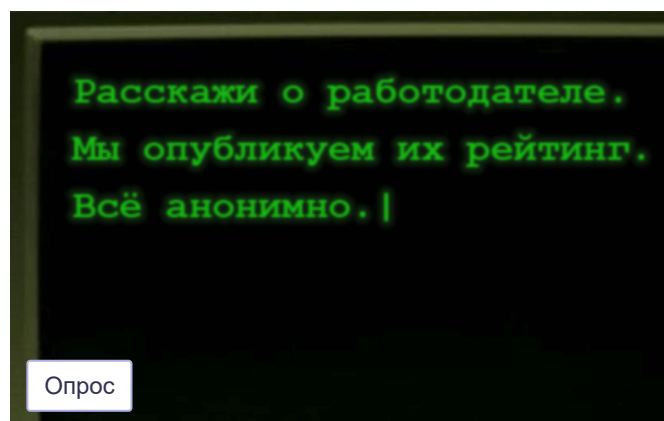 Расскажи о работодателе.
Мы опубликуем их рейтинг.
Всё анонимно.|
Опрос